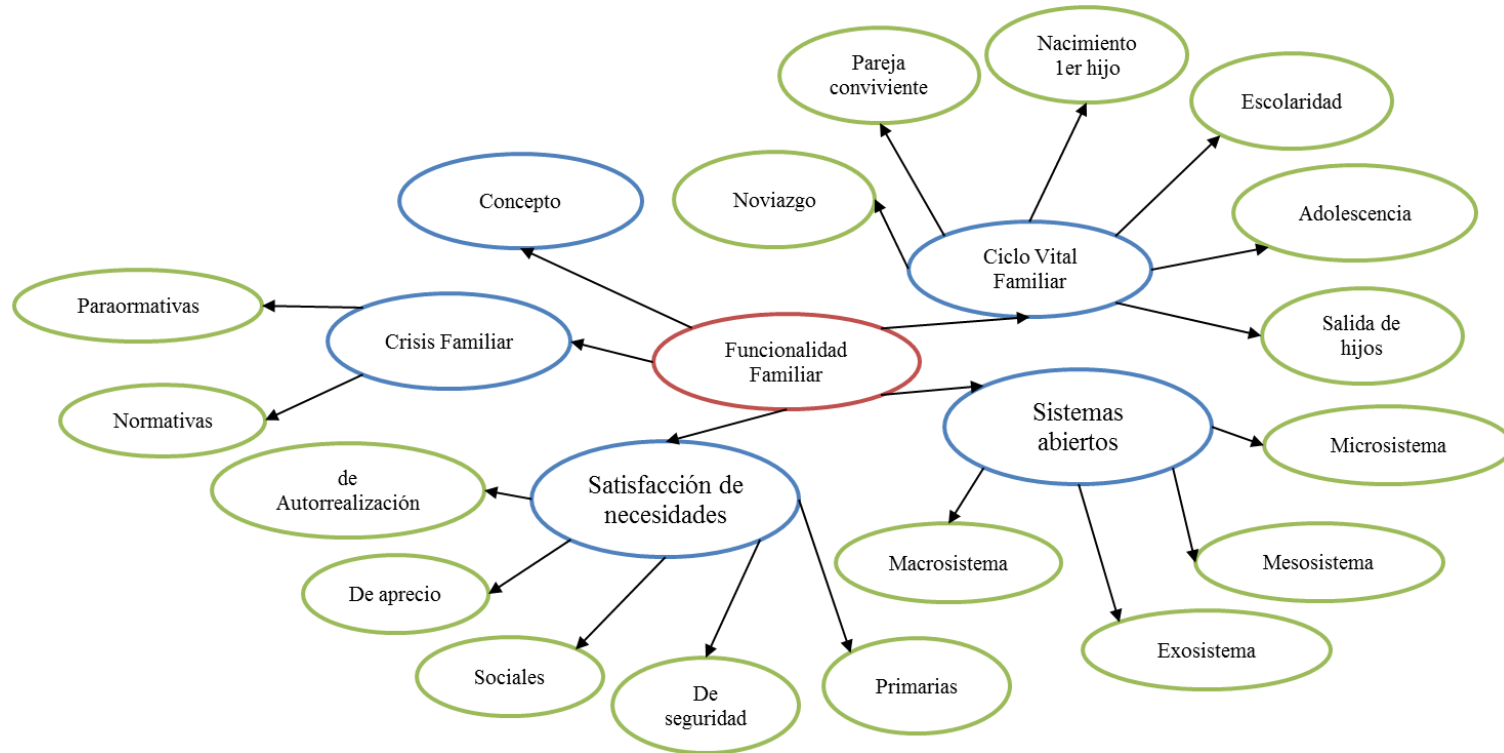 Nacimiento
1er hijo
Pareja
conviviente
Escolaridad
Concepto
Noviazgo
Adolescencia
Ciclo Vital
Familiar
Paraormativas
Crisis Familiar
Funcionalidad
Familiar
Salida de
hijos
Normativas
Sistemas
abiertos
Microsistema
de
Autorrealización
Satisfacción de
necesidades
Macrosistema
Mesosistema
De aprecio
Exosistema
Sociales
De
seguridad
Primarias